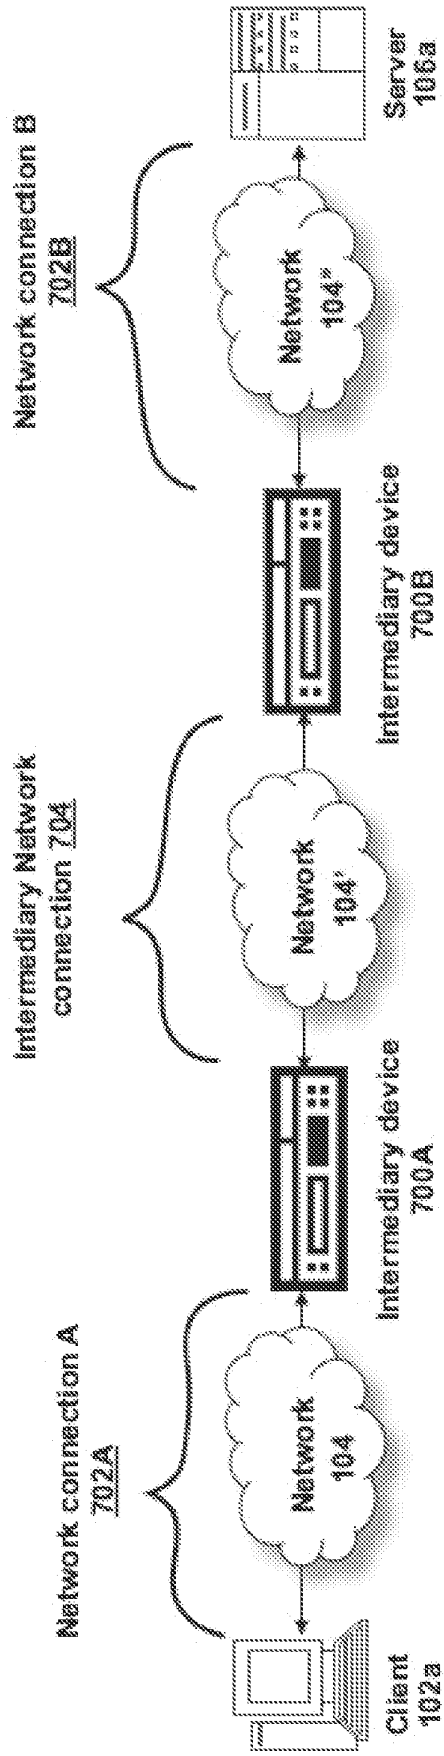 Network connection A
702A
Intermediary Network
connection 704
Network connection B
702B
Network
104
Network
104'
Network
104"
Client
102a
Intermediary device
700A
Intermediary device
700B
Server
106a